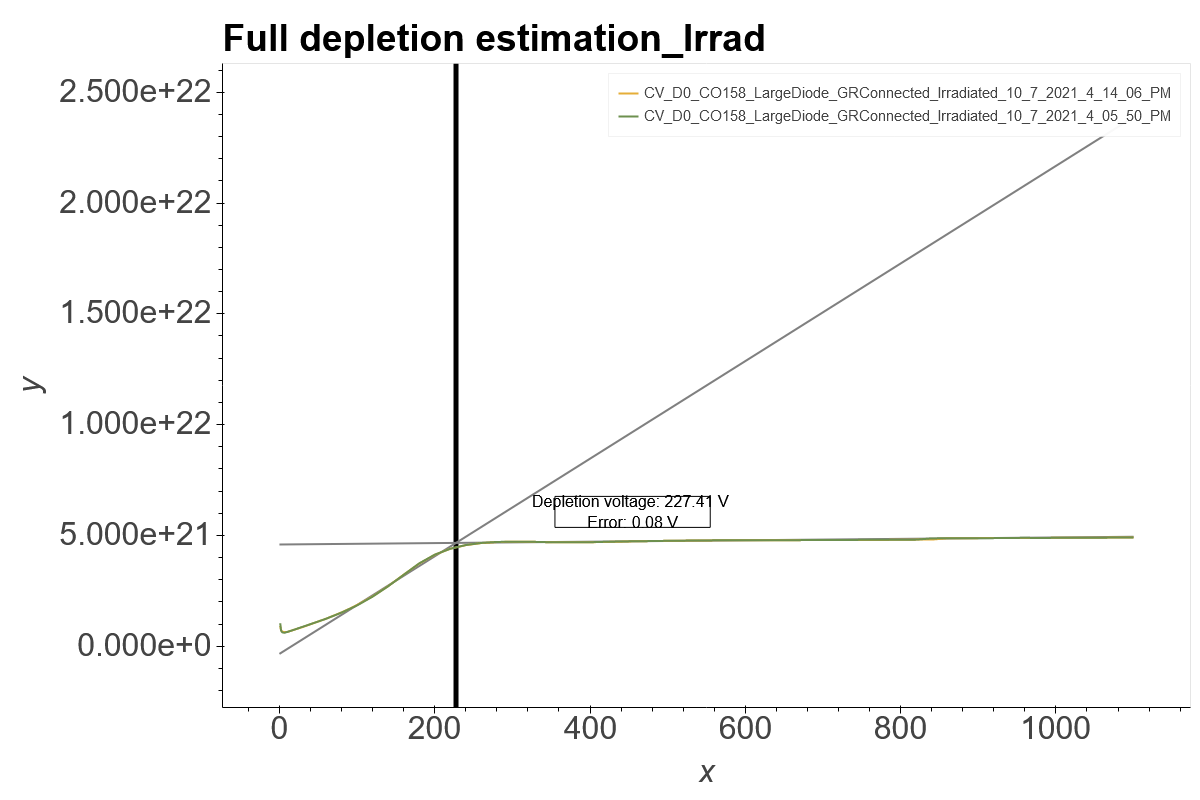 Full depletion estimation_Irrad
CV_D0_CO158_LargeDiode_GRConnected_Irradiated_10_7_2021_4_14_06_PM
CV_D0_CO158_LargeDiode_GRConnected_Irradiated_10_7_2021_4_05_50_PM
2.500e+22
2.000e+22
1.500e+22
y
1.000e+22
Depletion voltage: 227.41 V
Error: 0.08 V
5.000e+21
0.000e+0
0 200 400 600 800 1000
x